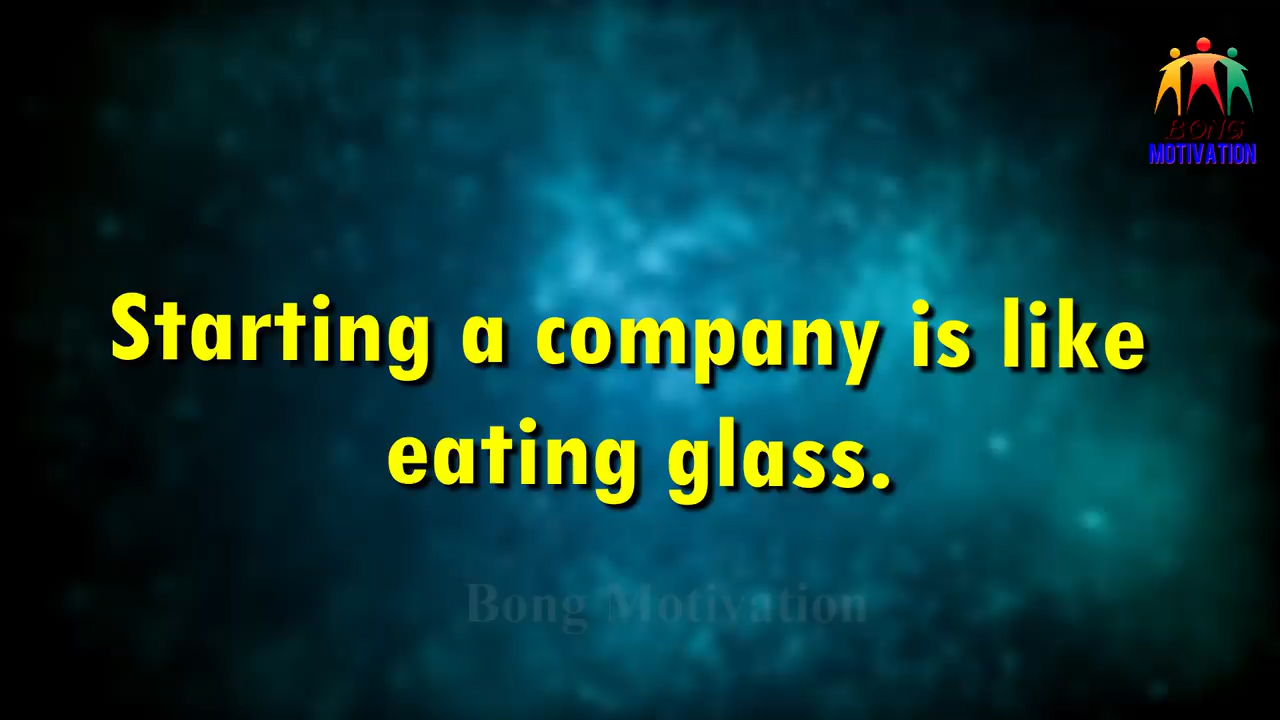 BONG
MOTIVATION
Starting a company is like
eating glass.
Bong Motivation